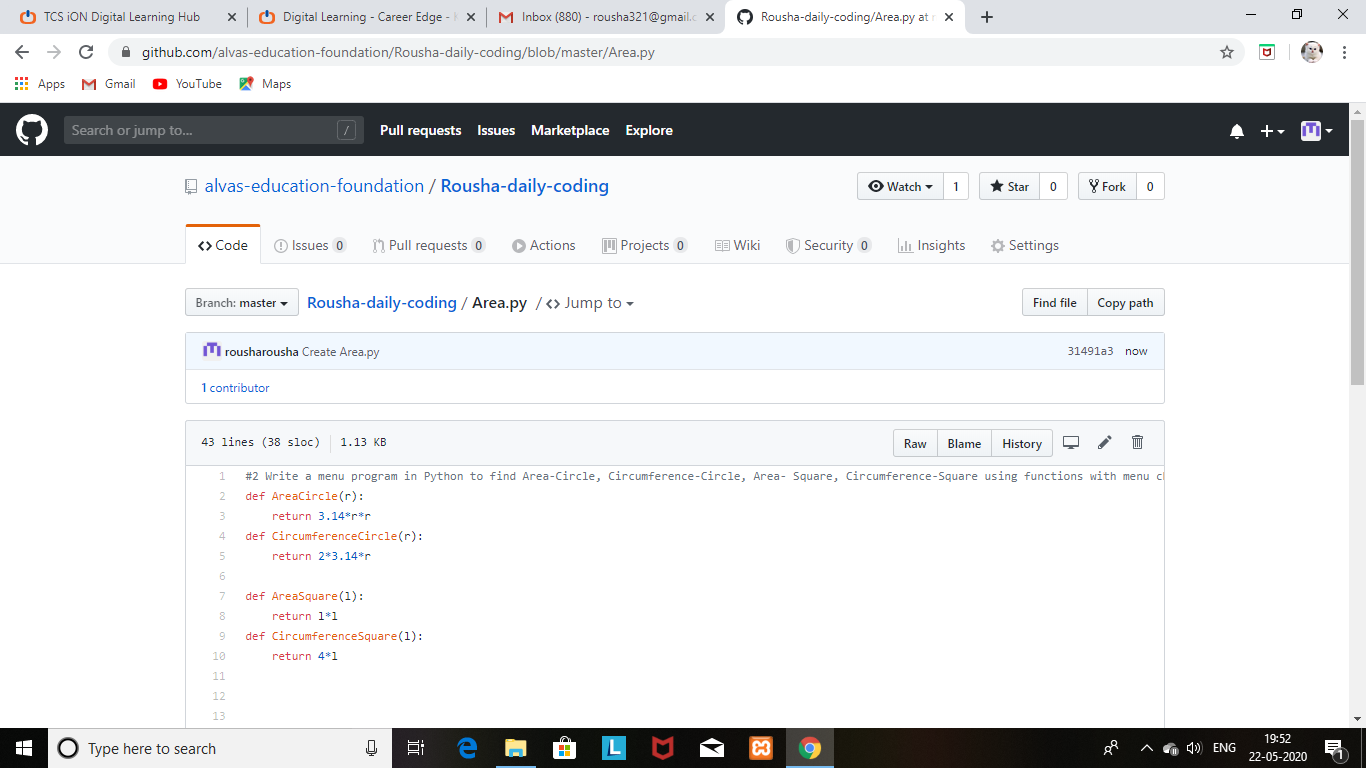 TCS iON Digital Learning Hub
Digital Learning - Career Edge -
Inbox (880) - rousha321@gmail.c
Rousha-daily-coding/Area.py at
github.com/alvas-education-foundation/Rousha-daily-coding/blob/master/Area.py
Apps Gmail YouTube Maps
Search or jump to... / Pull requests Issues Marketplace Explore
alvas-education-foundation / Rousha-daily-coding Watch 1 Star 0 Fork 0
Code Issues 0 Pull requests 0 Actions Projects 0 Wiki Security 0 Insights Settings
Branch: master Rousha-daily-coding / Area.py / Jump to Find file Copy path
rousharousha Create Area.py 31491a3 now
1 contributor
43 lines (38 sloc) 1.13 KB Raw Blame History
1 #2 Write a menu program in Python to find Area-Circle, Circumference-Circle, Area- Square, Circumference-Square using functions with menu c
2 def AreaCircle(r):
3 return 3.14*r*r
4 def CircumferenceCircle(r):
5 return 2*3.14*r
6
7 def AreaSquare(l):
8 return l*l
9 def CircumferenceSquare(l):
10 return 4*l
11
12
13
Type here to search
ENG
19:52
22-05-2020
1